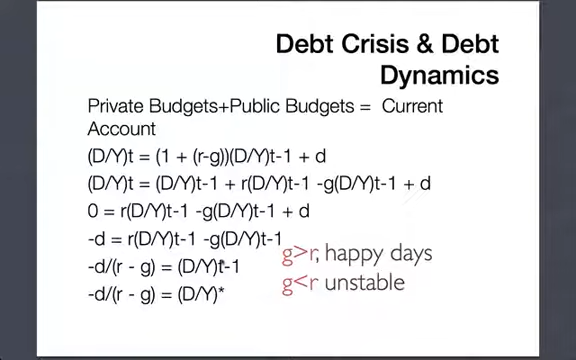 Debt Crisis & Debt
Dynamics
Private Budgets+Public Budgets = Current
Account
(D/Y)t = (1 + (r-g))(D/Y)t-1 + d
(D/Y)t = (D/Y)t-1 + r(D/Y)t-1 -g(D/Y)t-1 + d
0 = r(D/Y)t-1 -g(D/Y)t-1 + d
-d = r(D/Y)t-1 -g(D/Y)t-1
-d/(r - g) = (D/Y)t-1
-d/(r - g) = (D/Y)*
g>r, happy days
g<r unstable